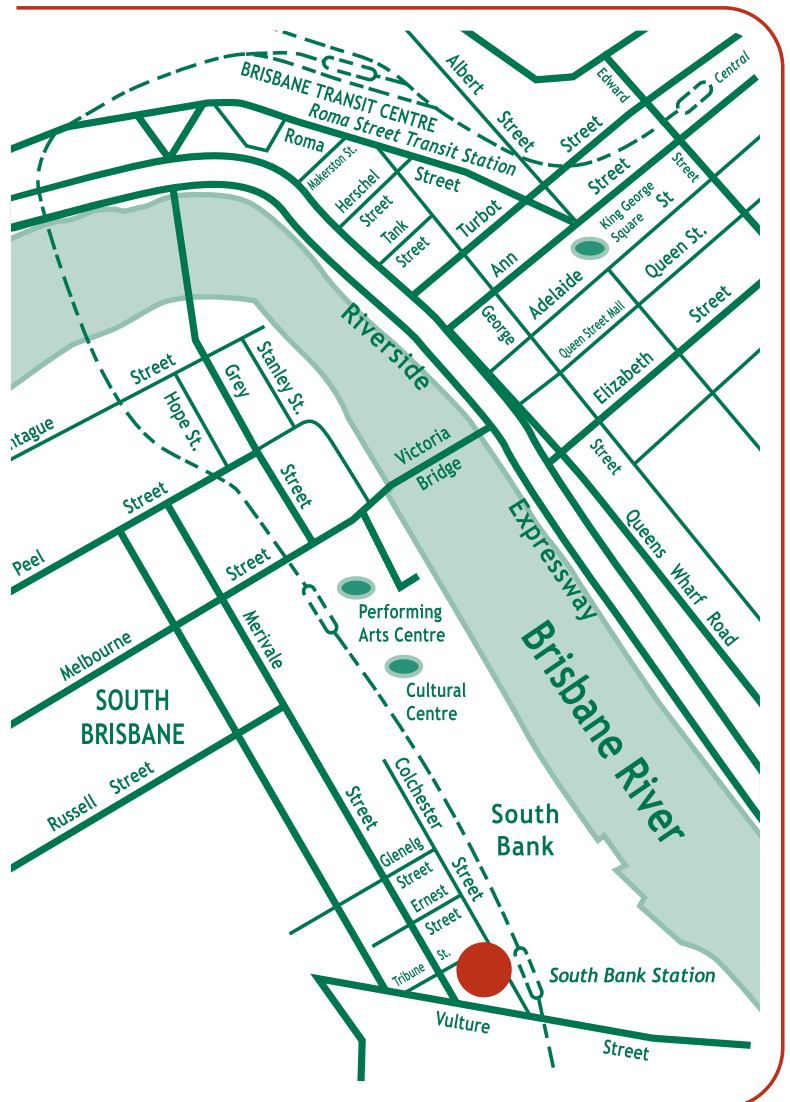 Albert
Street
Edward
Street
Central
BRISBANE TRANSIT CENTRE
Roma Street Transit Station
Roma
Street
Makerston St.
Herschel
Street
Tank
Street
Turbot
Street
Ann
Street
King George
Square
Adelaide
St
George
Street
Queen Street Mall
Queen St.
Elizabeth
Street
Riverside
Expressway
Victoria
Bridge
Queens Wharf Road
Brisbane River
ntague
Street
Hope St.
Grey
Street
Stanley St.
Peel
Street
Melbourne
Street
Merivale
Street
Performing
Arts Centre
Cultural
Centre
SOUTH
BRISBANE
Russell Street
Colchester
Street
South
Bank
Glenelg
Street
Ernest
Street
Tribune
St.
South Bank Station
Vulture
Street